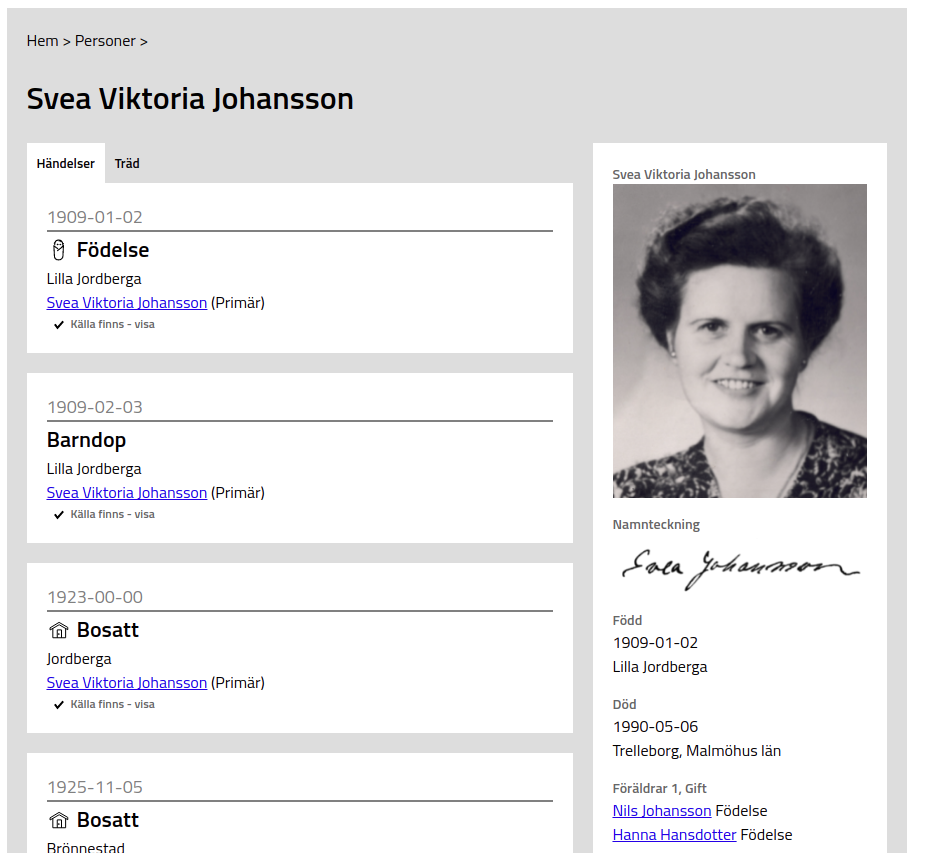 Hem > Personer >
Svea Viktoria Johansson
Händelser
Träd
1909-01-02
Födelse
Lilla Jordberga
Svea Viktoria Johansson (Primär)
Källa finns - visa
1909-02-03
Barndop
Lilla Jordberga
Svea Viktoria Johansson (Primär)
Källa finns - visa
1923-00-00
Bosatt
Jordberga
Svea Viktoria Johansson (Primär)
Källa finns - visa
1925-11-05
Bosatt
Brönnestad
Svea Viktoria Johansson
Namnteckning
Svea Johansson
Född
1909-01-02
Lilla Jordberga
Död
1990-05-06
Trelleborg, Malmöhus län
Föräldrar 1, Gift
Nils Johansson Födelse
Hanna Hansdotter Födelse